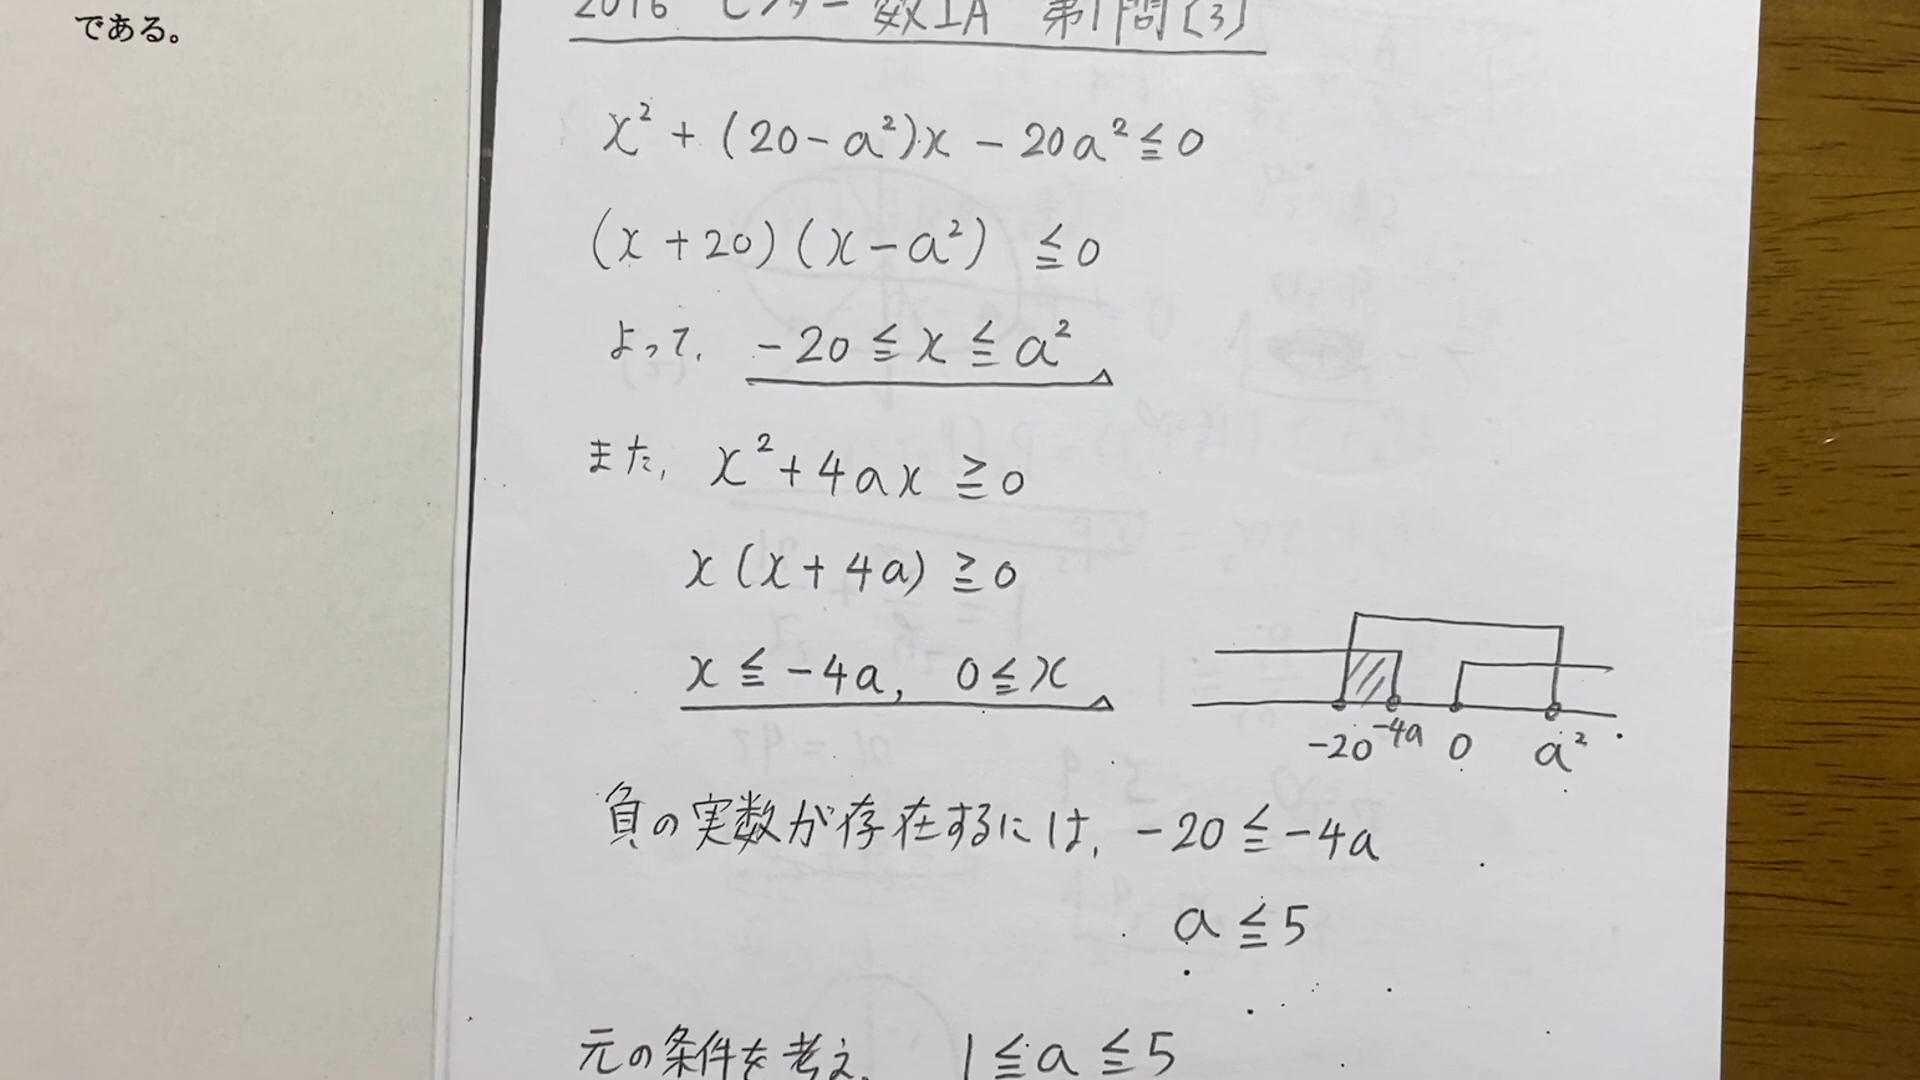 である。
2016 センター 数IA 第1問〔3〕
x² + (20-a²)x - 20a² ≦ 0
(x+20)(x-a²) ≦ 0
よって, -20 ≦ x ≦ a²
また, x²+4ax ≧ 0
x(x+4a) ≧ 0
x ≦ -4a, 0 ≦ x
-20 -4a 0 a²
負の実数が存在するには, -20 ≦ -4a
a ≦ 5
元の条件を考え, 1 ≦ a ≦ 5